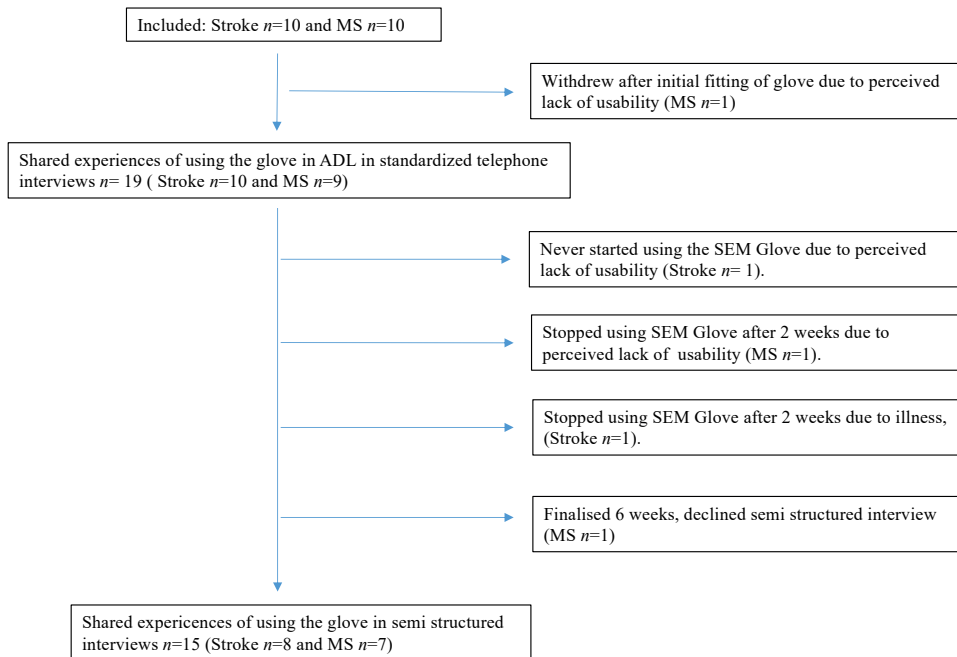 Included: Stroke n=10 and MS n=10
Withdrew after initial fitting of glove due to perceived
lack of usability (MS n=1)
Shared experiences of using the glove in ADL in standardized telephone
interviews n= 19 ( Stroke n=10 and MS n=9)
Never started using the SEM Glove due to perceived
lack of usability (Stroke n= 1).
Stopped using SEM Glove after 2 weeks due to
perceived lack of usability (MS n=1).
Stopped using SEM Glove after 2 weeks due to illness,
(Stroke n=1).
Finalised 6 weeks, declined semi structured interview
(MS n=1)
Shared expericences of using the glove in semi structured
interviews n=15 (Stroke n=8 and MS n=7)